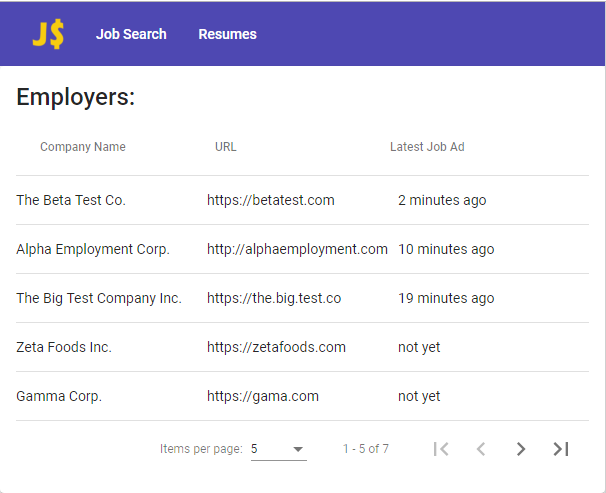 J$ Job Search Resumes
Employers:
Company Name URL Latest Job Ad
The Beta Test Co. https://betatest.com 2 minutes ago
Alpha Employment Corp. http://alphaemployment.com 10 minutes ago
The Big Test Company Inc. https://the.big.test.co 19 minutes ago
Zeta Foods Inc. https://zetafoods.com not yet
Gamma Corp. https://gama.com not yet
Items per page: 5 1 - 5 of 7